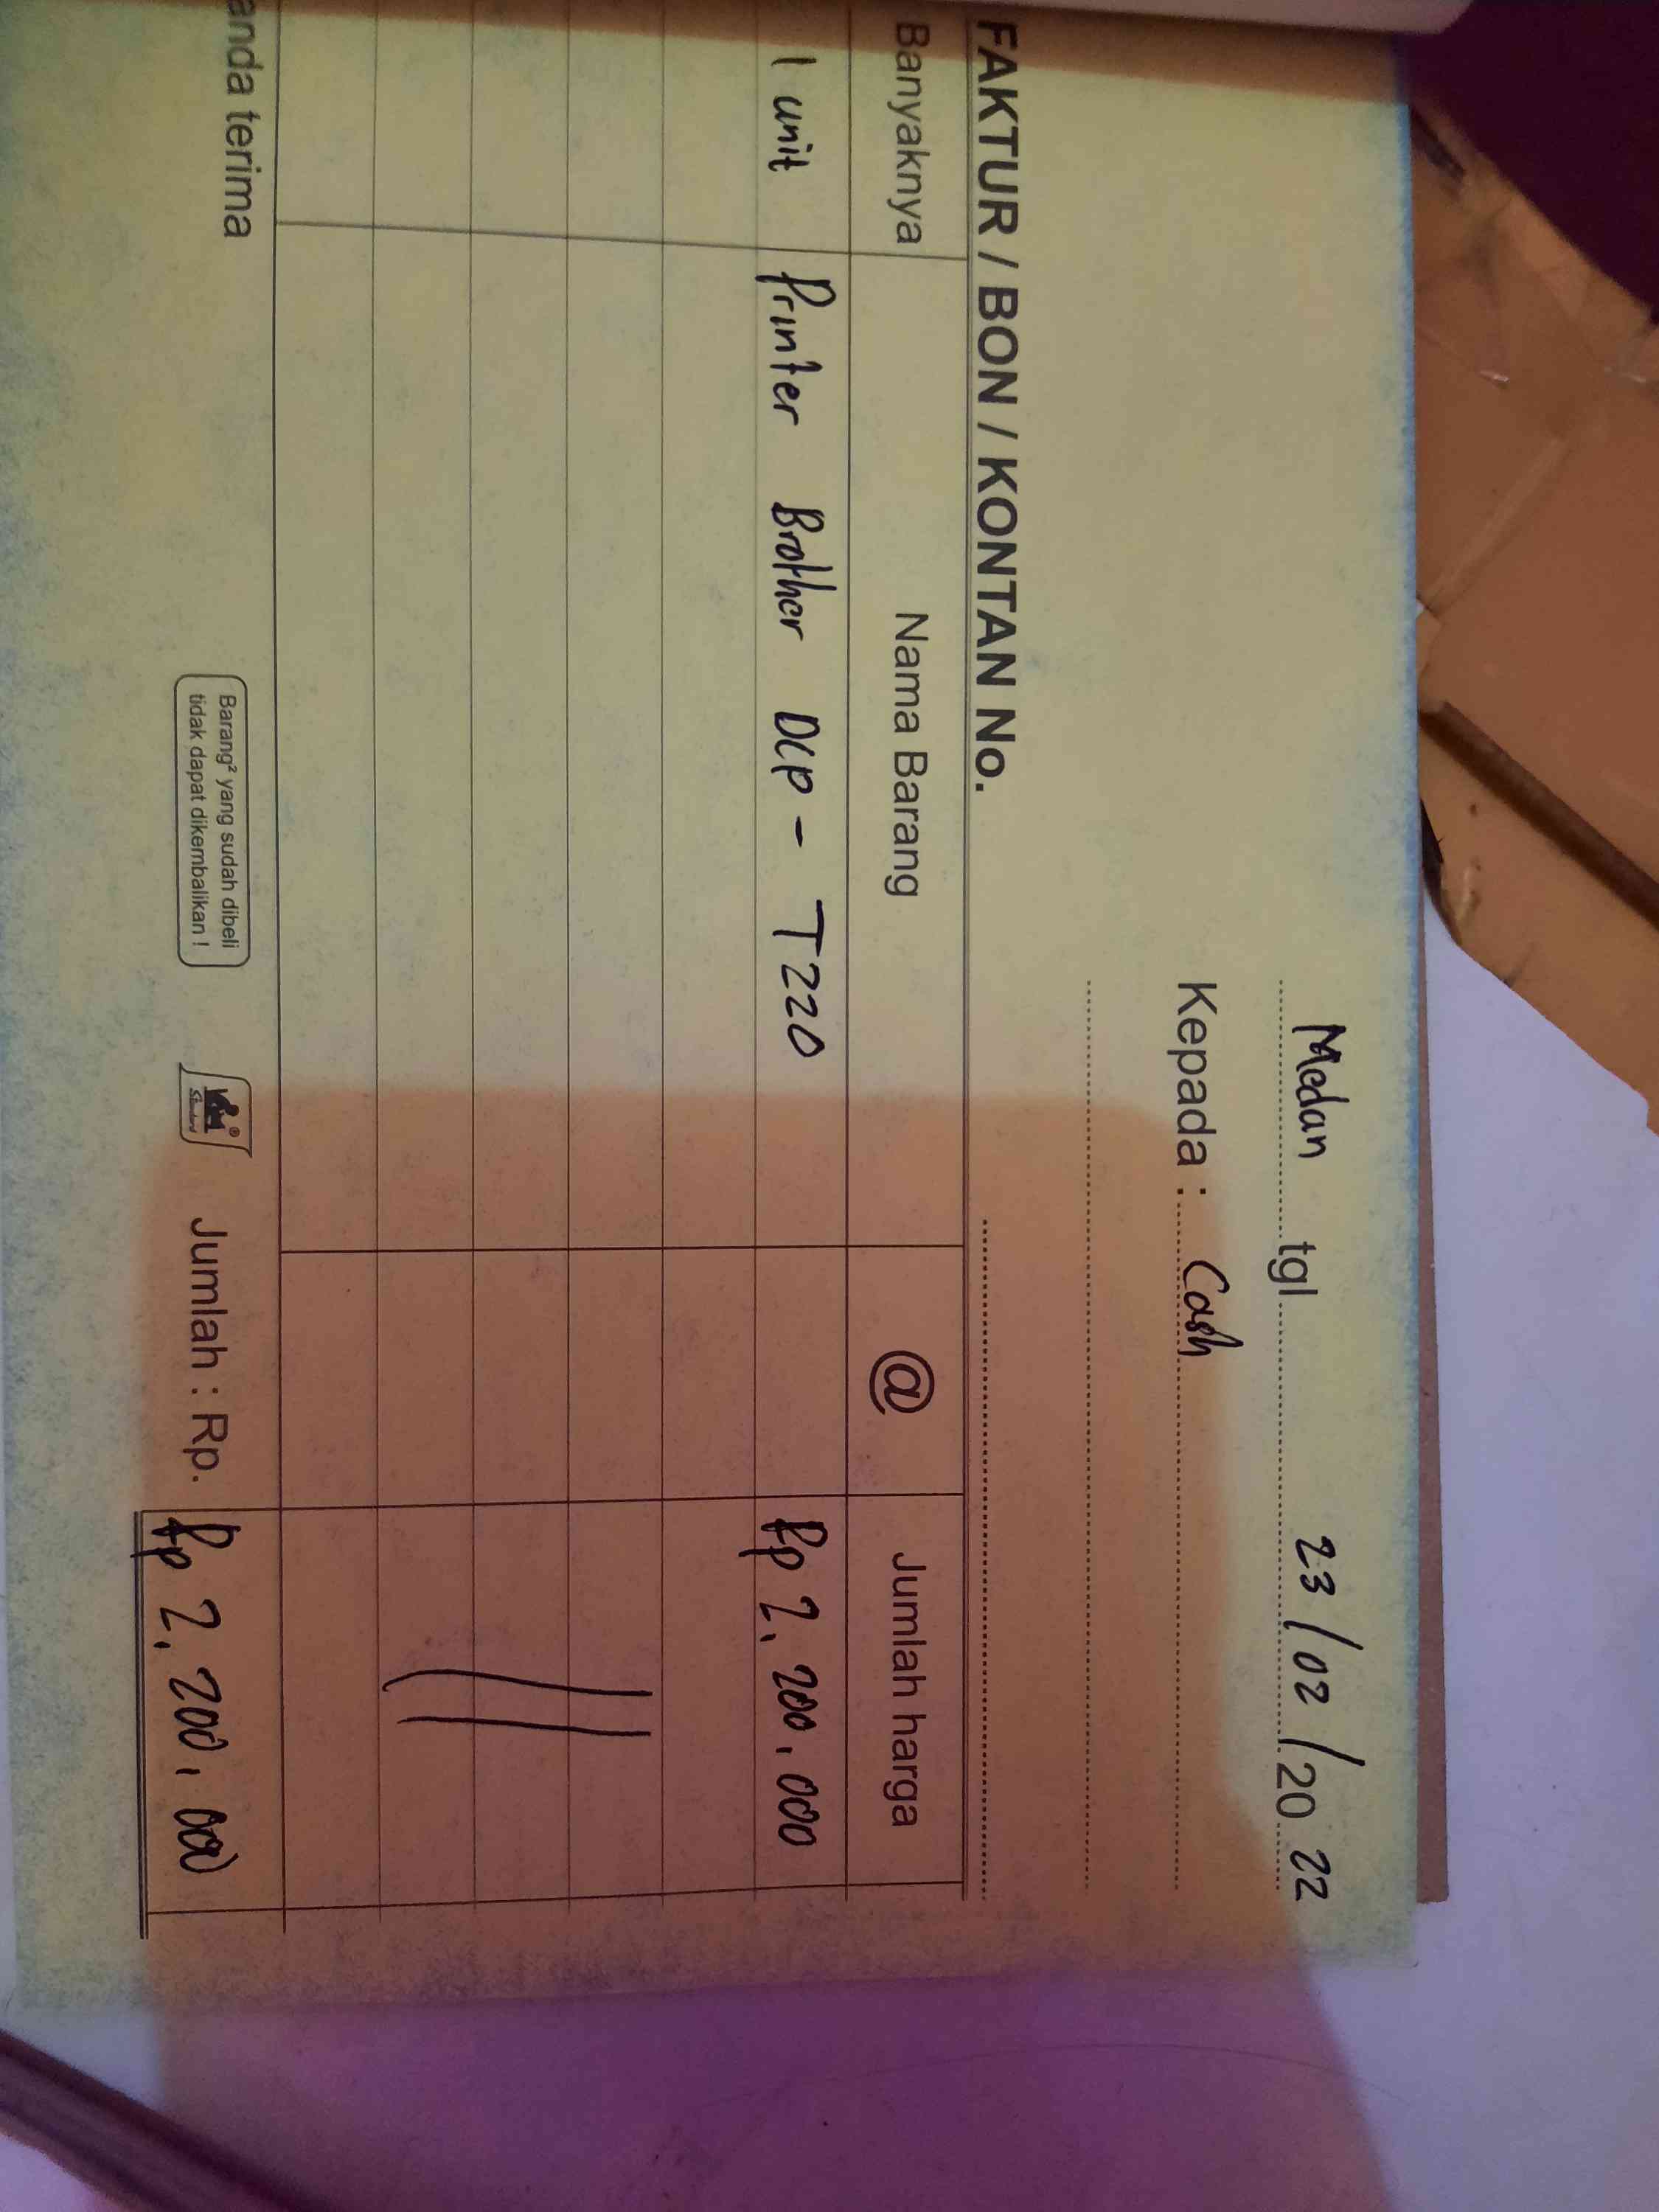 Medan tgl. 23/02/20 22
Kepada : Cash
FAKTUR / BON / KONTAN No.
Banyaknya Nama Barang @ Jumlah harga
1 unit Printer Brother DCP - T220 Rp 2.200.000
anda terima Jumlah : Rp. Rp 2.200.000
Barang² yang sudah dibeli
tidak dapat dikembalikan !